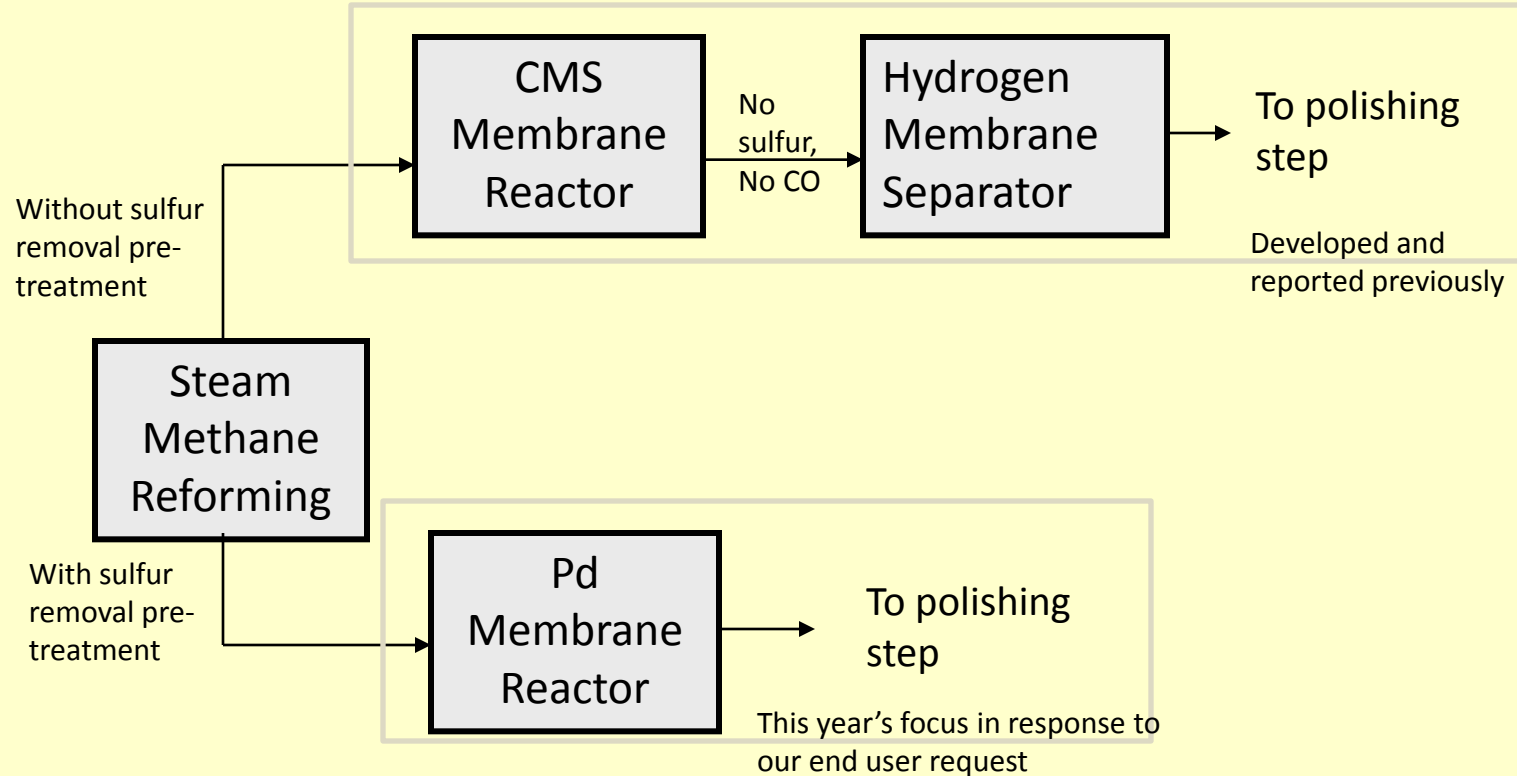 CMS
Membrane
Reactor
No
sulfur,
No CO
Hydrogen
Membrane
Separator
To polishing
step
Developed and
reported previously
Without sulfur
removal pre-
treatment
Steam
Methane
Reforming
With sulfur
removal pre-
treatment
Pd
Membrane
Reactor
To polishing
step
This year's focus in response to
our end user request